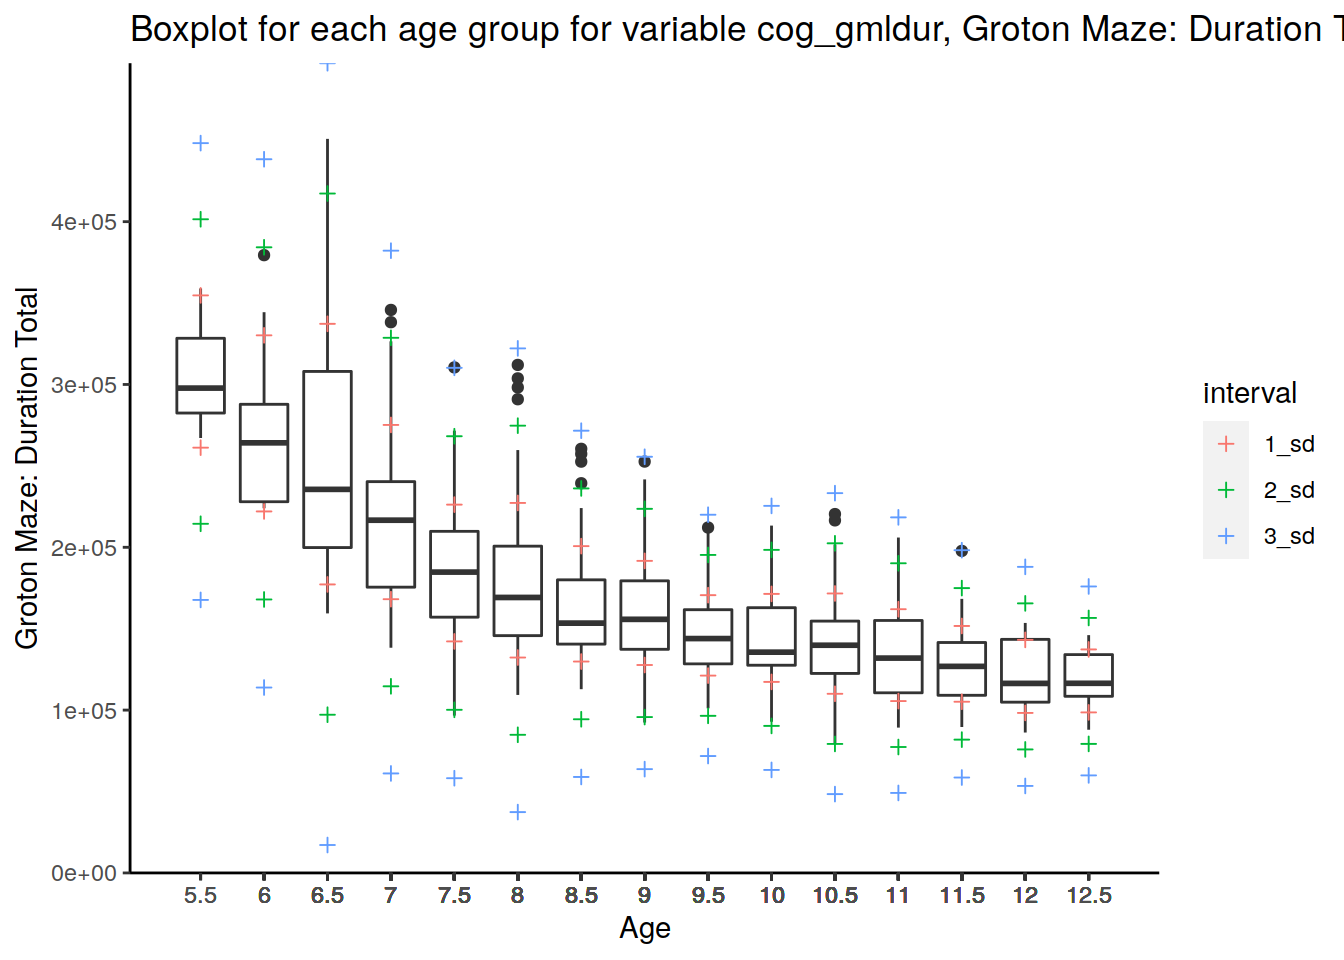 Boxplot for each age group for variable cog_gmldur, Groton Maze: Duration T
Groton Maze: Duration Total
4e+05
3e+05
2e+05
1e+05
0e+00
5.5 6 6.5 7 7.5 8 8.5 9 9.5 10 10.5 11 11.5 12 12.5
Age
interval
1_sd
2_sd
3_sd